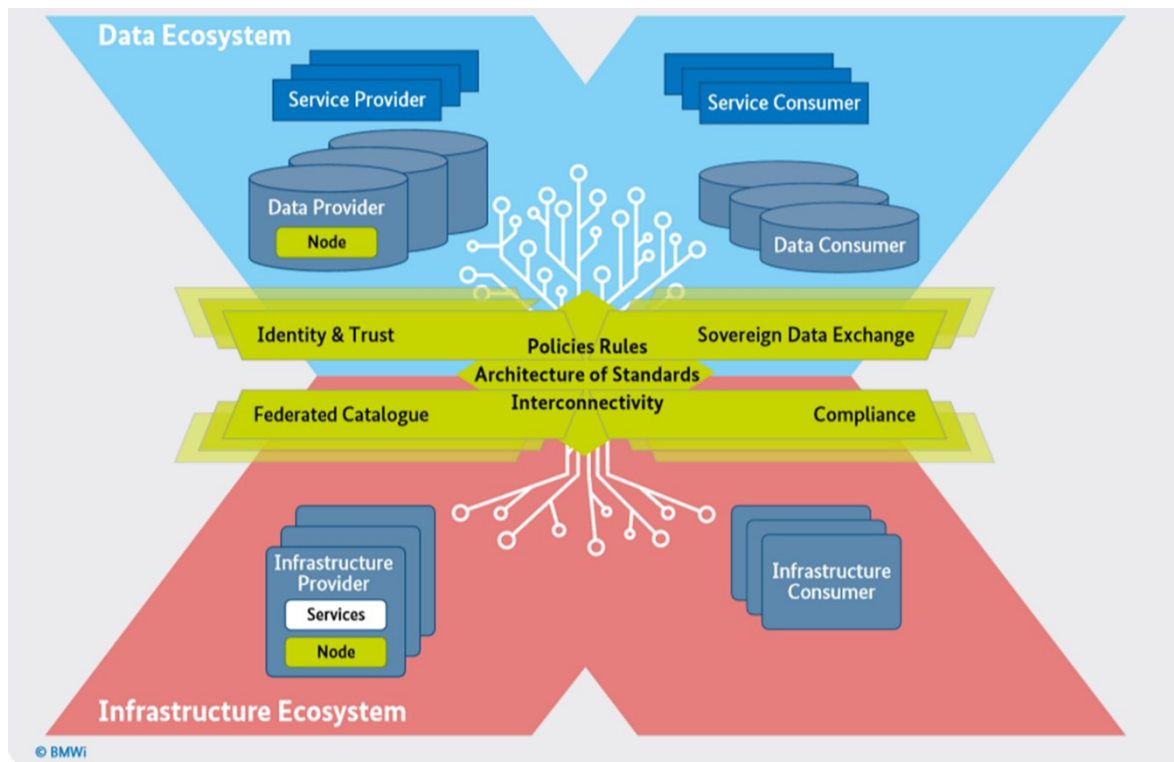 Data Ecosystem
Service Provider
Service Consumer
Data Provider
Node
Data Consumer
Identity & Trust
Policies Rules
Sovereign Data Exchange
Architecture of Standards
Federated Catalogue
Interconnectivity
Compliance
Infrastructure
Provider
Services
Node
Infrastructure
Consumer
Infrastructure Ecosystem
© BMWi